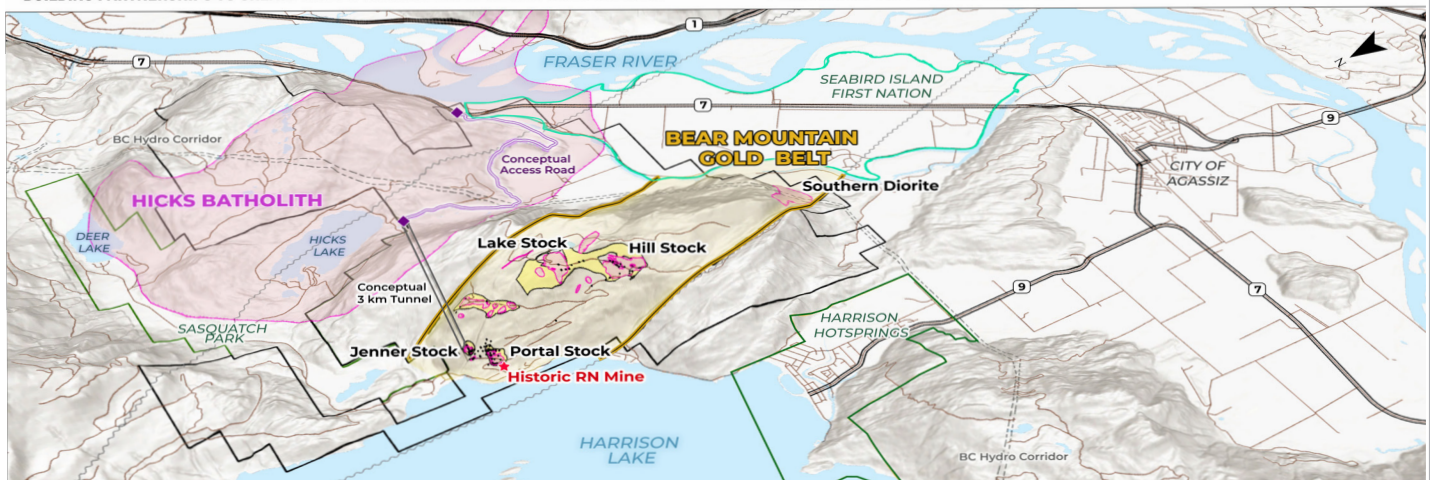 1
7
FRASER RIVER
N
SEABIRD ISLAND
FIRST NATION
7
9
BC Hydro Corridor
BEAR MOUNTAIN
GOLD BELT
Conceptual
Access Road
CITY OF
AGASSIZ
Southern Diorite
HICKS BATHOLITH
DEER
LAKE
HICKS
LAKE
Lake Stock
Hill Stock
Conceptual
3 km Tunnel
9
7
SASQUATCH
PARK
HARRISON
HOTSPRINGS
Jenner Stock
Portal Stock
Historic RN Mine
HARRISON
LAKE
BC Hydro Corridor